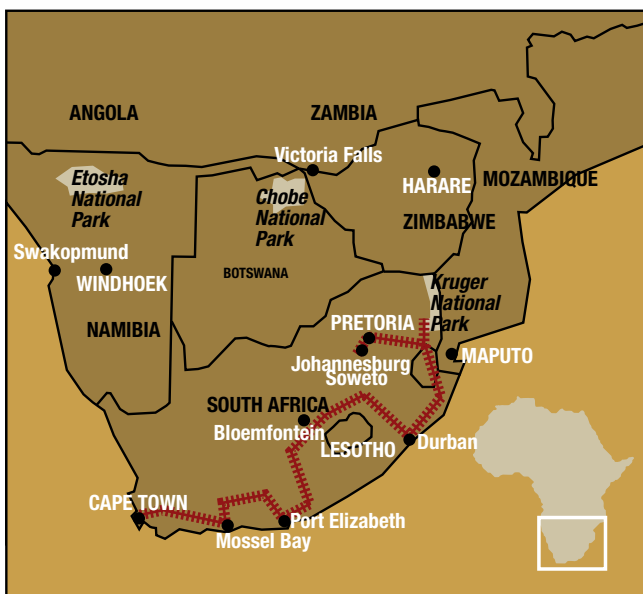 ANGOLA
ZAMBIA
Victoria Falls
Etosha
National
Park
Chobe
National
Park
HARARE
MOZAMBIQUE
ZIMBABWE
Swakopmund
WINDHOEK
BOTSWANA
Kruger
National
Park
NAMIBIA
PRETORIA
Johannesburg
Soweto
MAPUTO
SOUTH AFRICA
Bloemfontein
LESOTHO
Durban
CAPE TOWN
Port Elizabeth
Mossel Bay